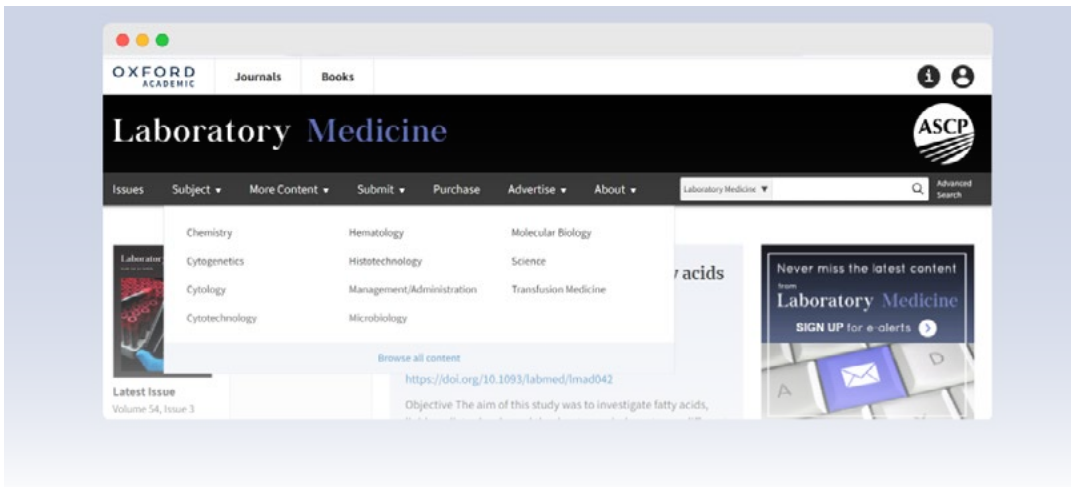 OXFORD
ACADEMIC
Journals
Books
Laboratory Medicine
ASCP
Issues
Subject
More Content
Submit
Purchase
Advertise
About
Laboratory Medicine
Advanced
Search
Chemistry
Hematology
Molecular Biology
Cytogenetics
Histotechnology
Science
Cytology
Management/Administration
Transfusion Medicine
Cytotechnology
Microbiology
Browse all content
acids
https://doi.org/10.1093/labmed/lmad042
Objective The aim of this study was to investigate fatty acids,
Latest Issue
Volume 54, Issue 3
Never miss the latest content
from
Laboratory Medicine
SIGN UP for e-alerts
A
D